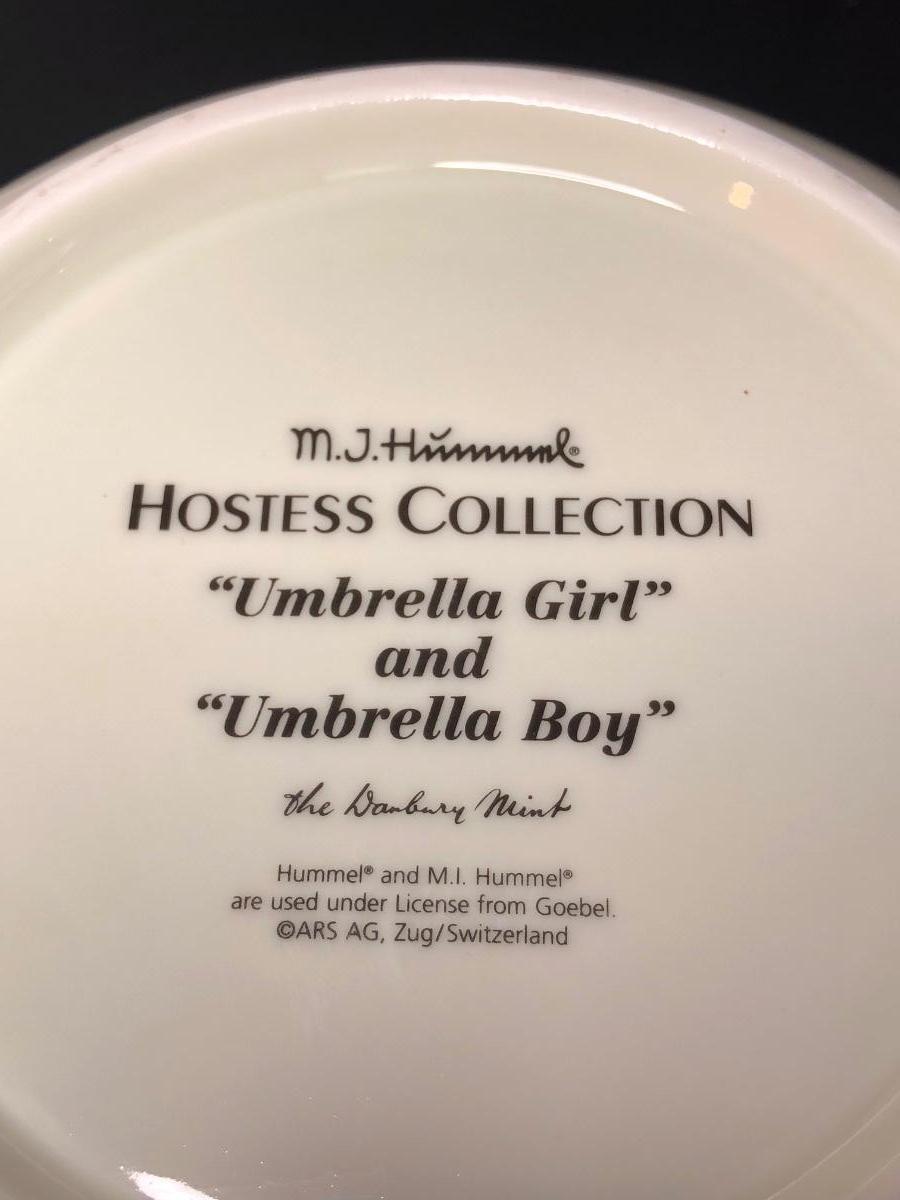 M.J.Hummel®
HOSTESS COLLECTION
“Umbrella Girl”
and
“Umbrella Boy”
the Danbury Mint
Hummel® and M.I. Hummel®
are used under License from Goebel.
©ARS AG, Zug/Switzerland